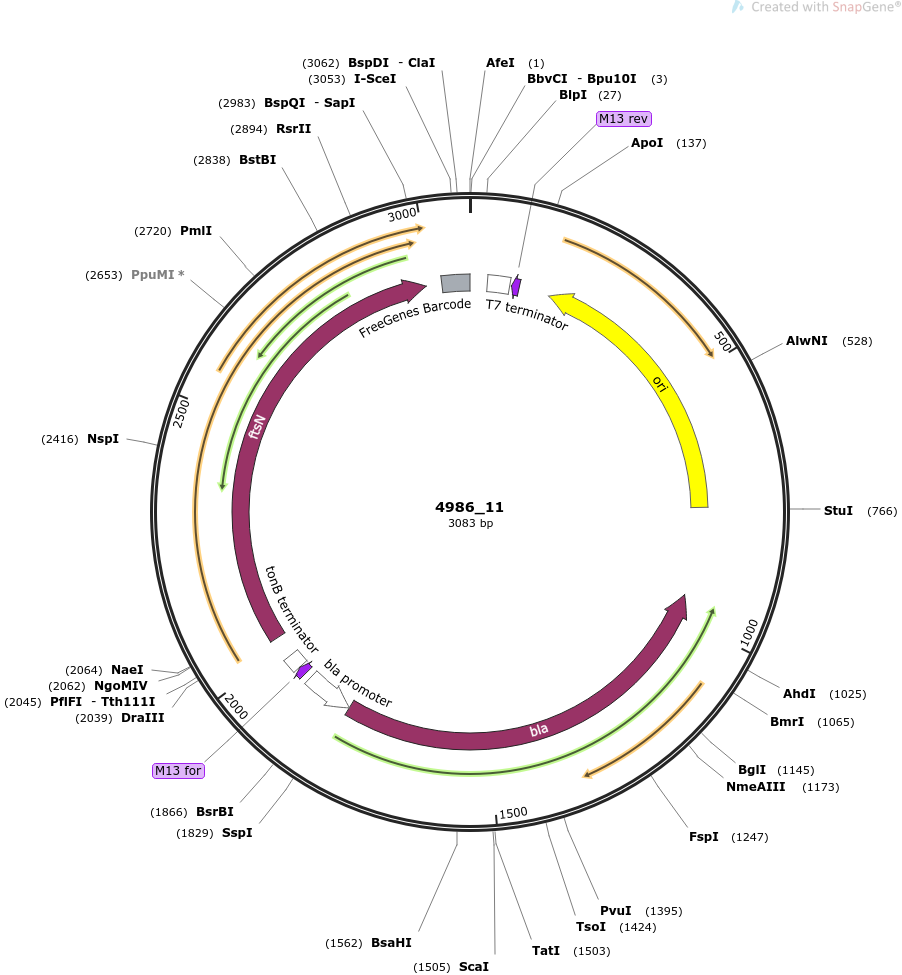 Created with SnapGene®
(3062) BspDI - ClaI
(3053) I-SceI
(2983) BspQI - SapI
(2894) RsrII
(2838) BstBI
(2720) PmlI
(2653) PpuMI *
(2416) NspI
(2064) NaeI
(2062) NgoMIV
(2045) PflFI - Tth111I
(2039) DraIII
M13 for
(1866) BsrBI
(1829) SspI
(1562) BsaHI
(1505) ScaI
AfeI (1)
BbvCI - Bpu10I (3)
BlpI (27)
M13 rev
ApoI (137)
AlwNI (528)
StuI (766)
AhdI (1025)
BmrI (1065)
BglI (1145)
NmeAIII (1173)
FspI (1247)
PvuI (1395)
TsoI (1424)
TatI (1503)
3000
500
1000
1500
2000
2500
FreeGenes Barcode
T7 terminator
ori
ftsN
tonB terminator
bla promoter
bla
4986_11
3083 bp